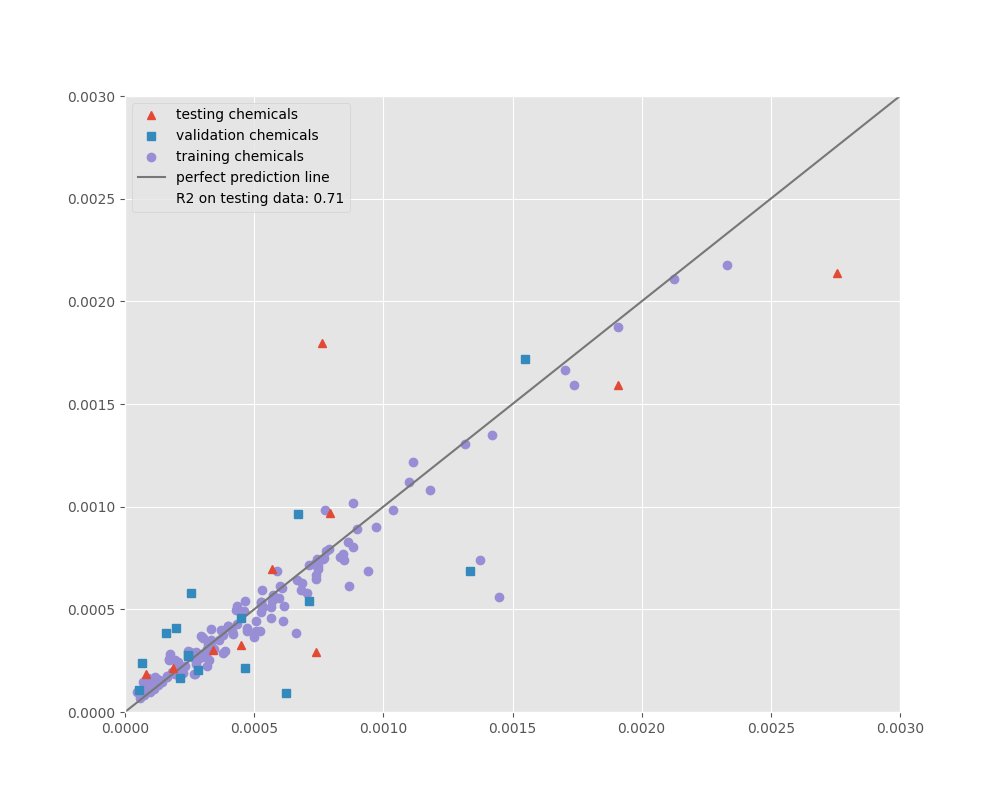 0.0030
0.0025
0.0020
0.0015
0.0010
0.0005
0.0000
testing chemicals
validation chemicals
training chemicals
perfect prediction line
R2 on testing data: 0.71
0.0000 0.0005 0.0010 0.0015 0.0020 0.0025 0.0030